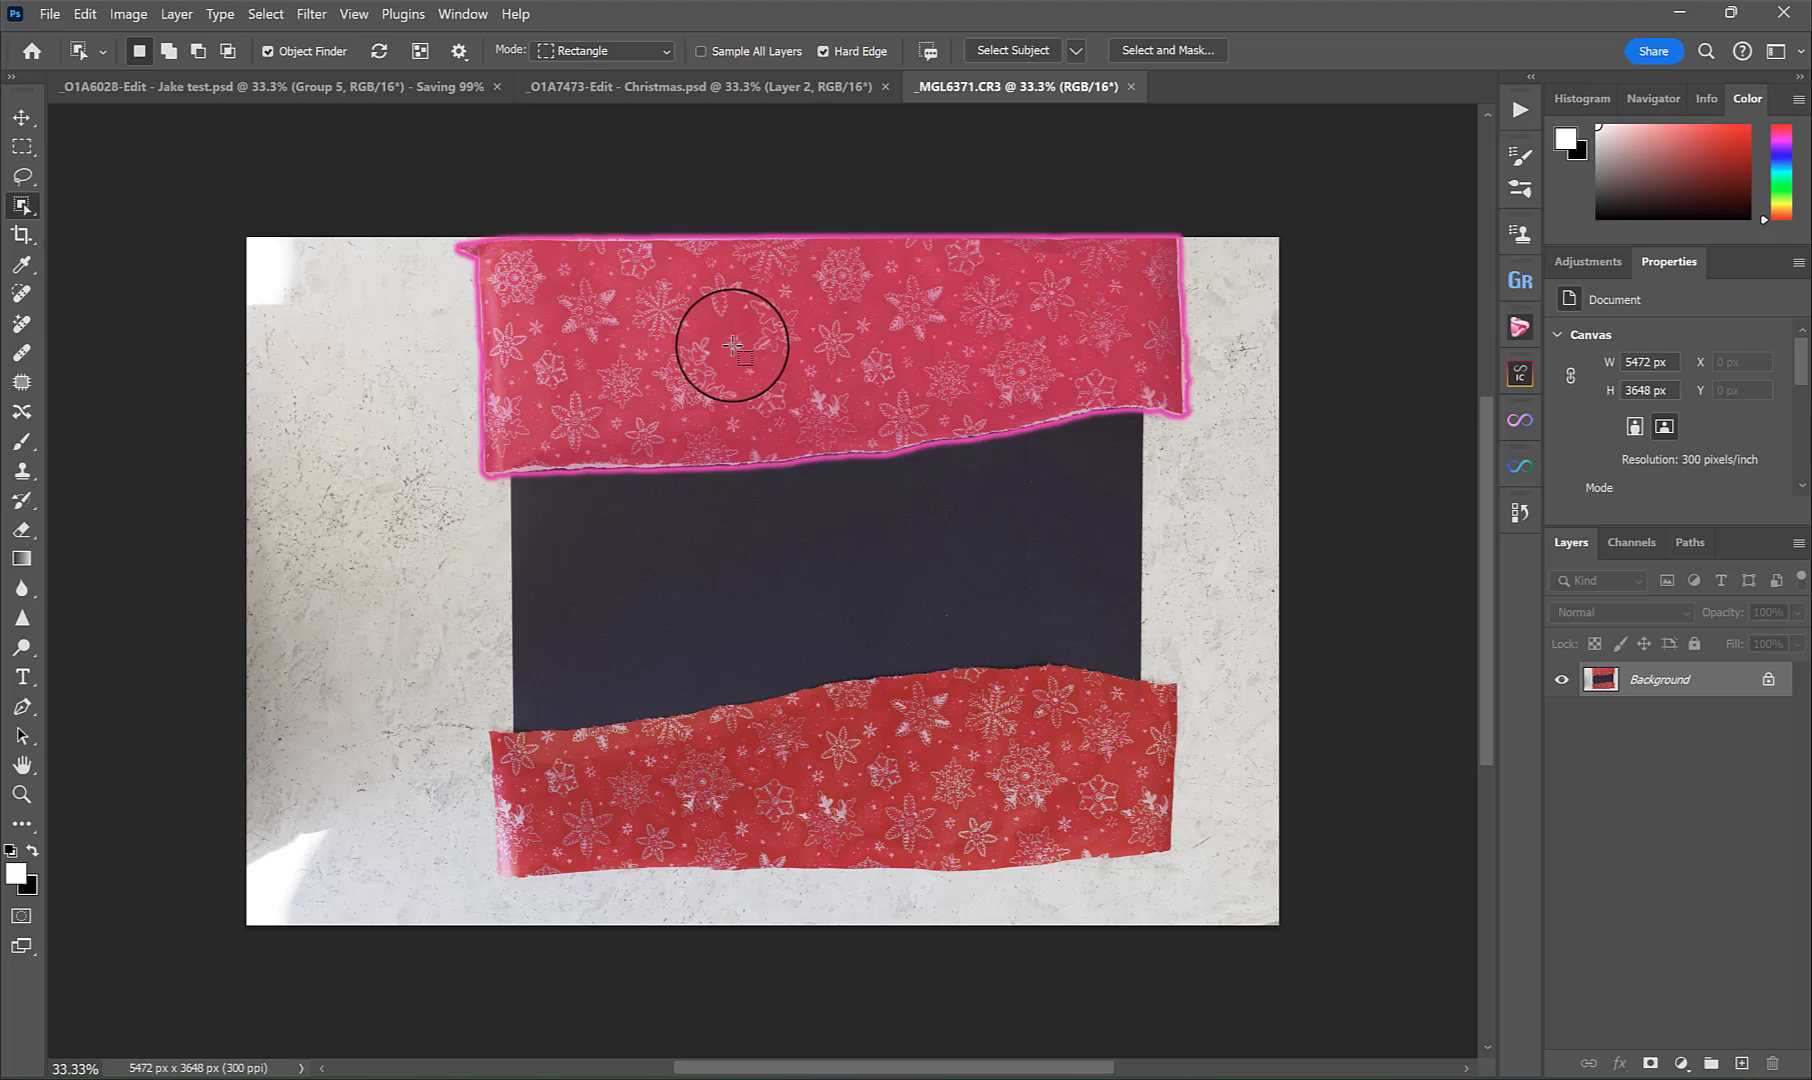 Ps File Edit Image Layer Type Select Filter View Plugins Window Help
Object Finder Mode: Rectangle Sample All Layers Hard Edge Select Subject Select and Mask... Share
_O1A6028-Edit - Jake test.psd @ 33.3% (Group 5, RGB/16*) - Saving 99% × _O1A7473-Edit - Christmas.psd @ 33.3% (Layer 2, RGB/16*) × _MGL6371.CR3 @ 33.3% (RGB/16*) ×
Histogram Navigator Info Color
Adjustments Properties
Document
Canvas
W 5472 px X 0 px
H 3648 px Y 0 px
Resolution: 300 pixels/inch
Mode
GR
IC
Layers Channels Paths
Kind
Normal Opacity: 100%
Lock: Fill: 100%
Background
fx
33.33% 5472 px x 3648 px (300 ppi)